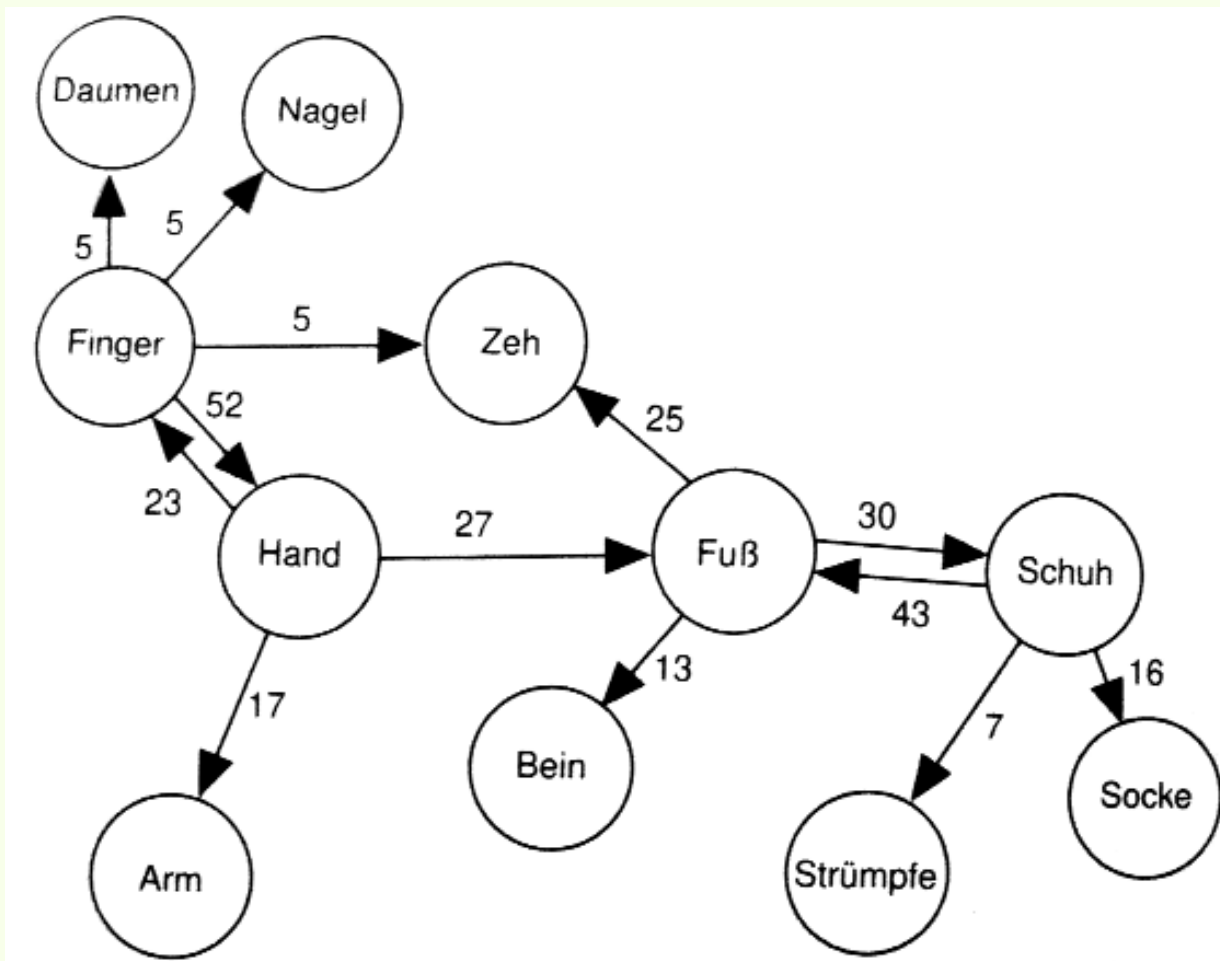 Daumen
Nagel
5
5
Finger
5
Zeh
52
23
25
Hand
27
Fuß
30
Schuh
43
17
13
16
7
Bein
Socke
Arm
Strümpfe